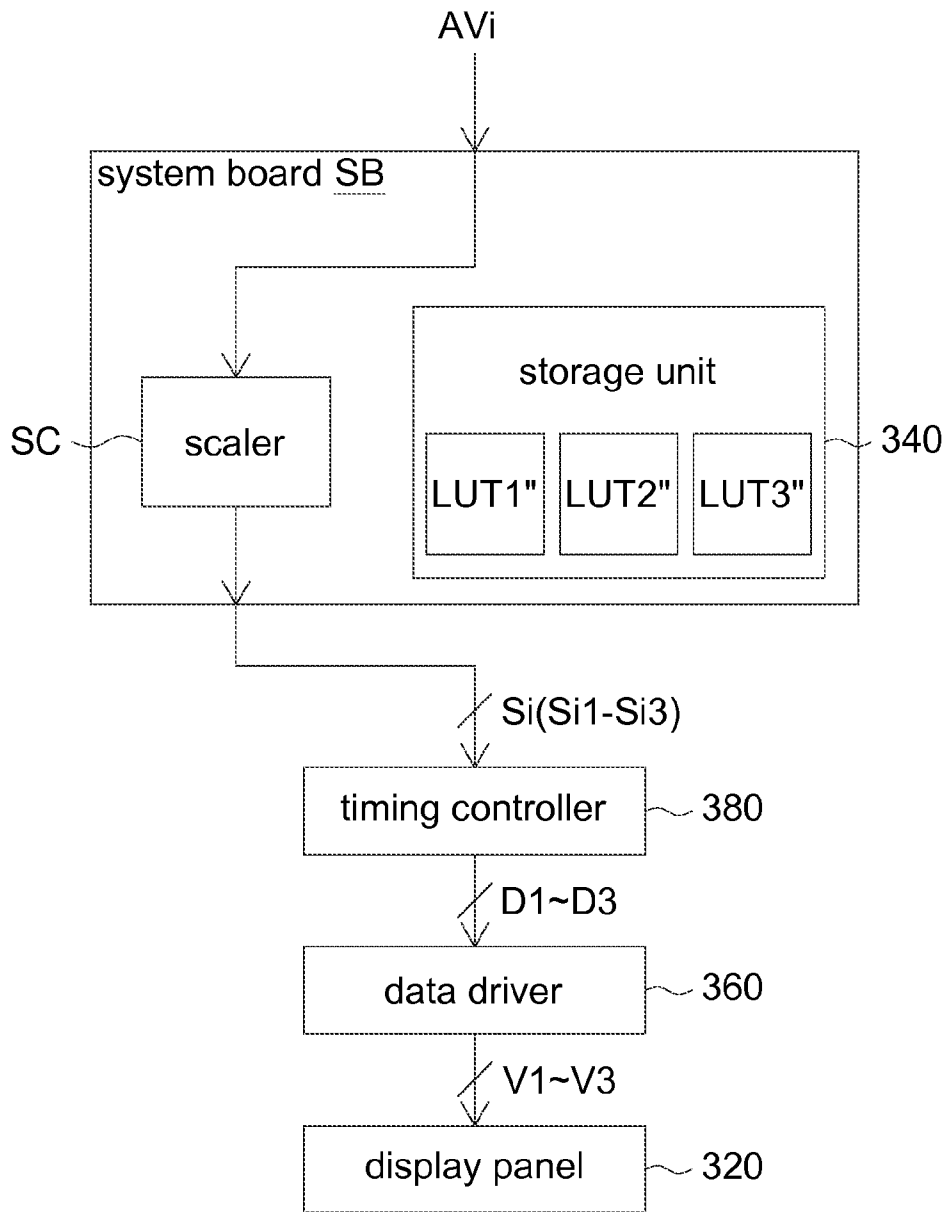 AVi
system board SB
storage unit
SC
scaler
340
LUT1" LUT2" LUT3"
Si(Si1-Si3)
timing controller
380
D1~D3
data driver
360
V1~V3
display panel
320